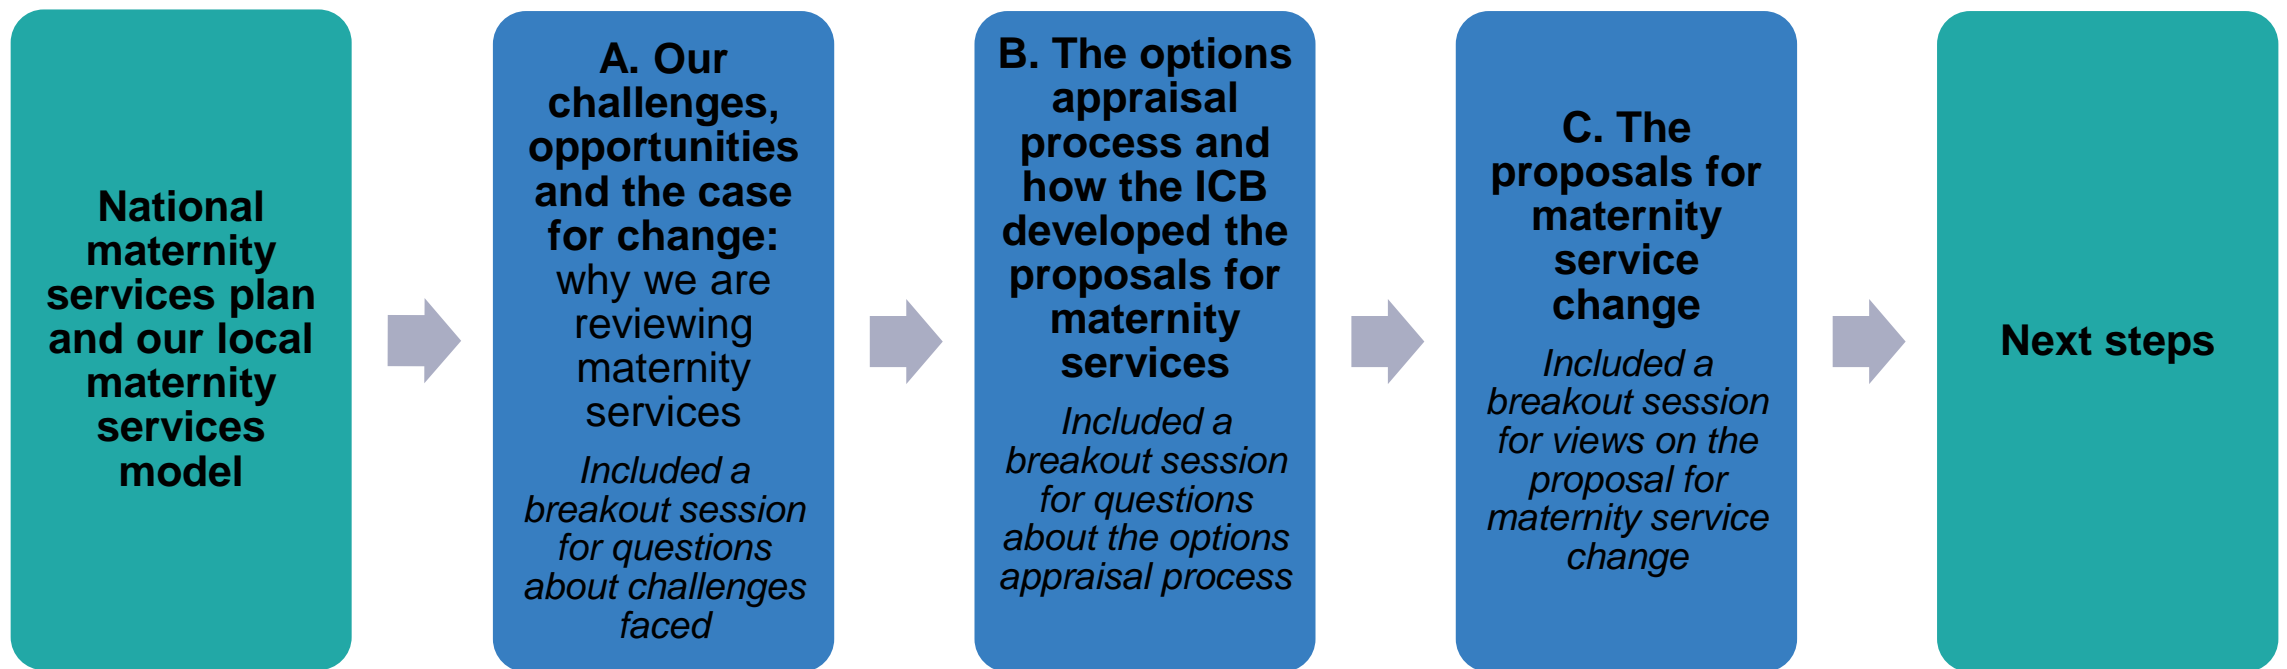 National
maternity
services plan
and our local
maternity
services
model
A. Our
challenges,
opportunities
and the case
for change:
why we are
reviewing
maternity
services
Included a
breakout session
for questions
about challenges
faced
B. The options
appraisal
process and
how the ICB
developed the
proposals for
maternity
services
Included a
breakout session
for questions
about the options
appraisal process
C. The
proposals for
maternity
service
change
Included a
breakout session
for views on the
proposal for
maternity service
change
Next steps